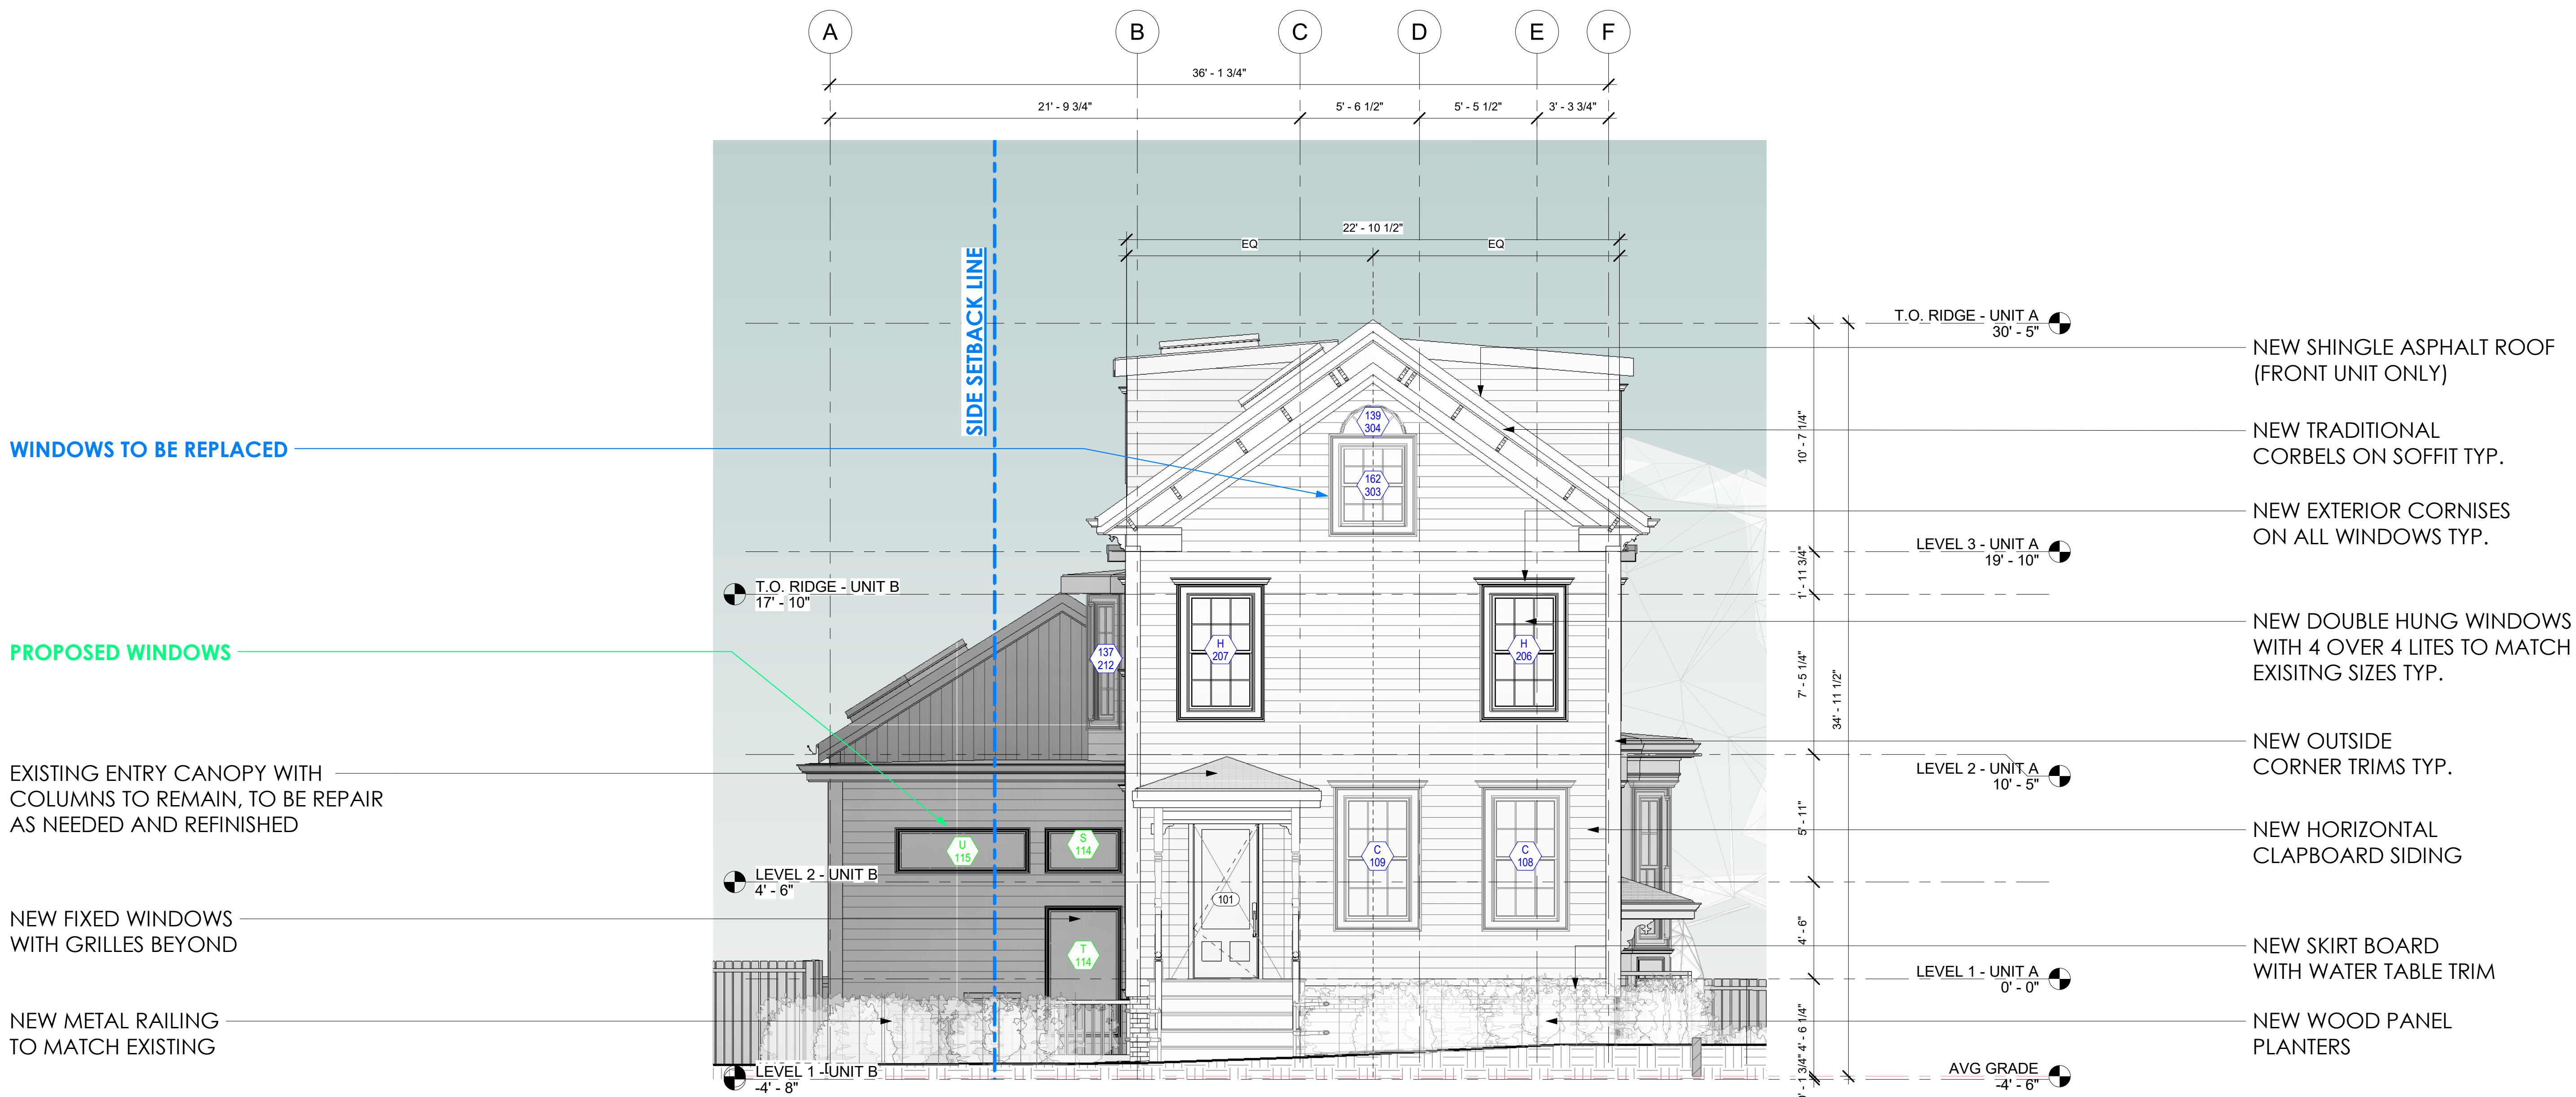 A B C D E F
36' - 1 3/4"
21' - 9 3/4" 5' - 6 1/2" 5' - 5 1/2" 3' - 3 3/4"
22' - 10 1/2"
EQ EQ
SIDE SETBACK LINE
WINDOWS TO BE REPLACED
PROPOSED WINDOWS
EXISTING ENTRY CANOPY WITH
COLUMNS TO REMAIN, TO BE REPAIR
AS NEEDED AND REFINISHED
NEW FIXED WINDOWS
WITH GRILLES BEYOND
NEW METAL RAILING
TO MATCH EXISTING
T.O. RIDGE - UNIT B
17' - 10"
LEVEL 2 - UNIT B
4' - 6"
LEVEL 1 - UNIT B
-4' - 8"
139
304
162
303
137
212
H
207
H
206
U
115
S
114
T
114
C
109
C
108
101
10' - 7 1/4"
1' - 11 3/4"
7' - 5 1/4"
5' - 11"
4' - 6"
4' - 6 1/4"
' - 1 3/4"
34' - 11 1/2"
T.O. RIDGE - UNIT A
30' - 5"
LEVEL 3 - UNIT A
19' - 10"
LEVEL 2 - UNIT A
10' - 5"
LEVEL 1 - UNIT A
0' - 0"
AVG GRADE
-4' - 6"
NEW SHINGLE ASPHALT ROOF
(FRONT UNIT ONLY)
NEW TRADITIONAL
CORBELS ON SOFFIT TYP.
NEW EXTERIOR CORNISES
ON ALL WINDOWS TYP.
NEW DOUBLE HUNG WINDOWS
WITH 4 OVER 4 LITES TO MATCH
EXISITNG SIZES TYP.
NEW OUTSIDE
CORNER TRIMS TYP.
NEW HORIZONTAL
CLAPBOARD SIDING
NEW SKIRT BOARD
WITH WATER TABLE TRIM
NEW WOOD PANEL
PLANTERS